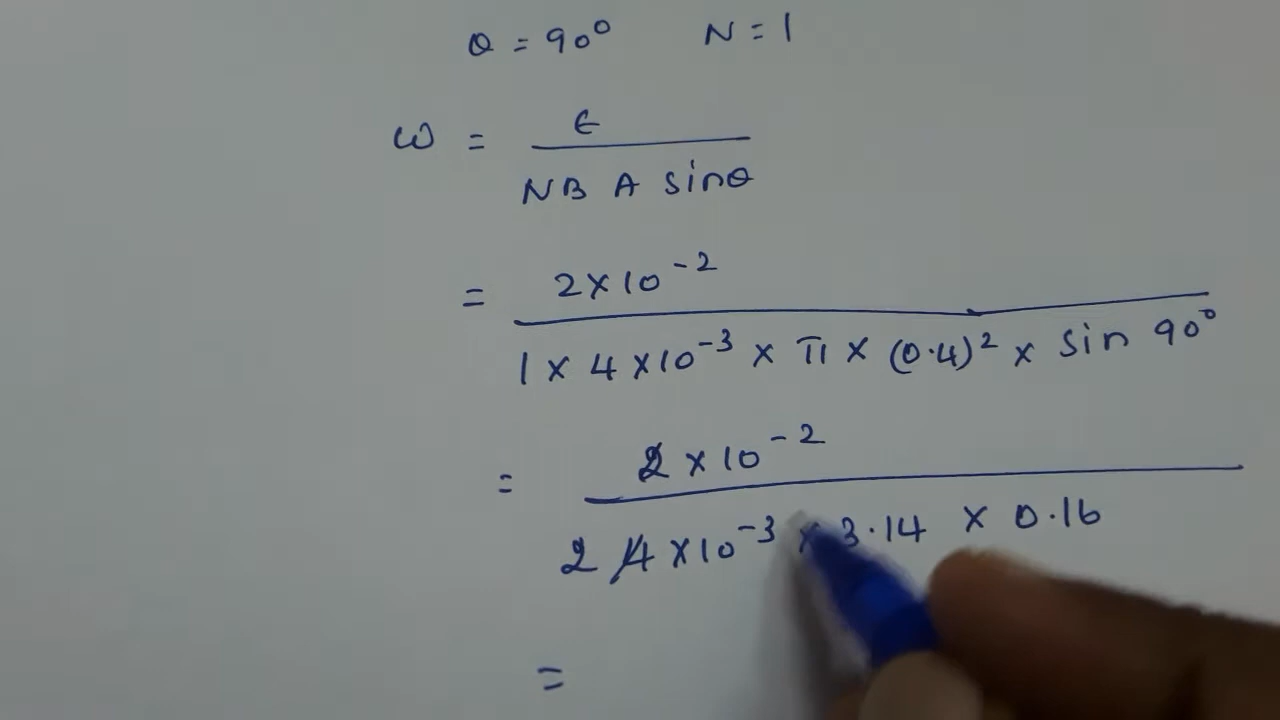 θ = 90° N = 1
ω = ϵ / NB A sinθ
= 2×10⁻² / 1 × 4×10⁻³ × π × (0.4)² × sin 90°
= 2 × 10⁻² / 2 4 ×10⁻³ × 3.14 × 0.16
=